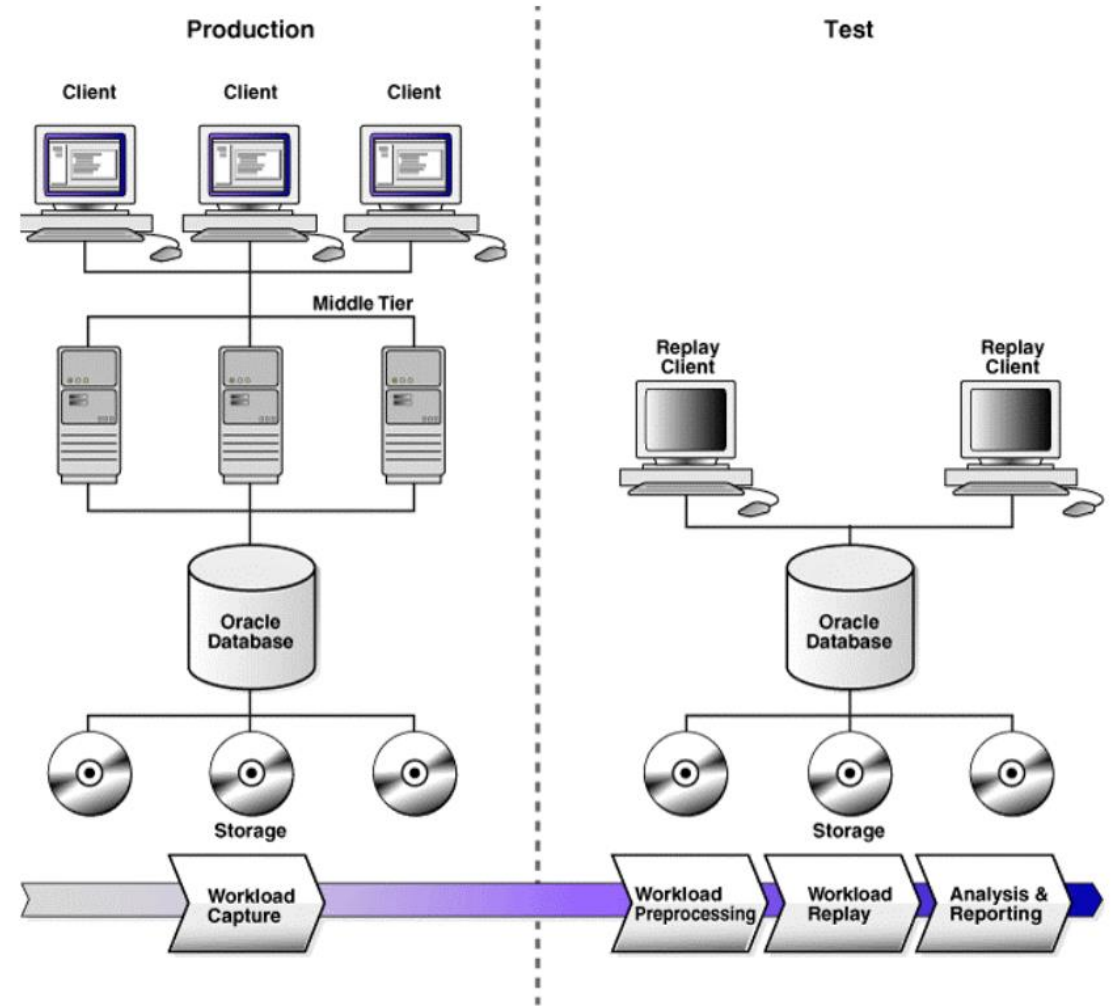 Production
Test
Client
Client
Client
Middle Tier
Replay
Client
Replay
Client
Oracle
Database
Oracle
Database
Storage
Storage
Workload
Capture
Workload
Preprocessing
Workload
Replay
Analysis &
Reporting